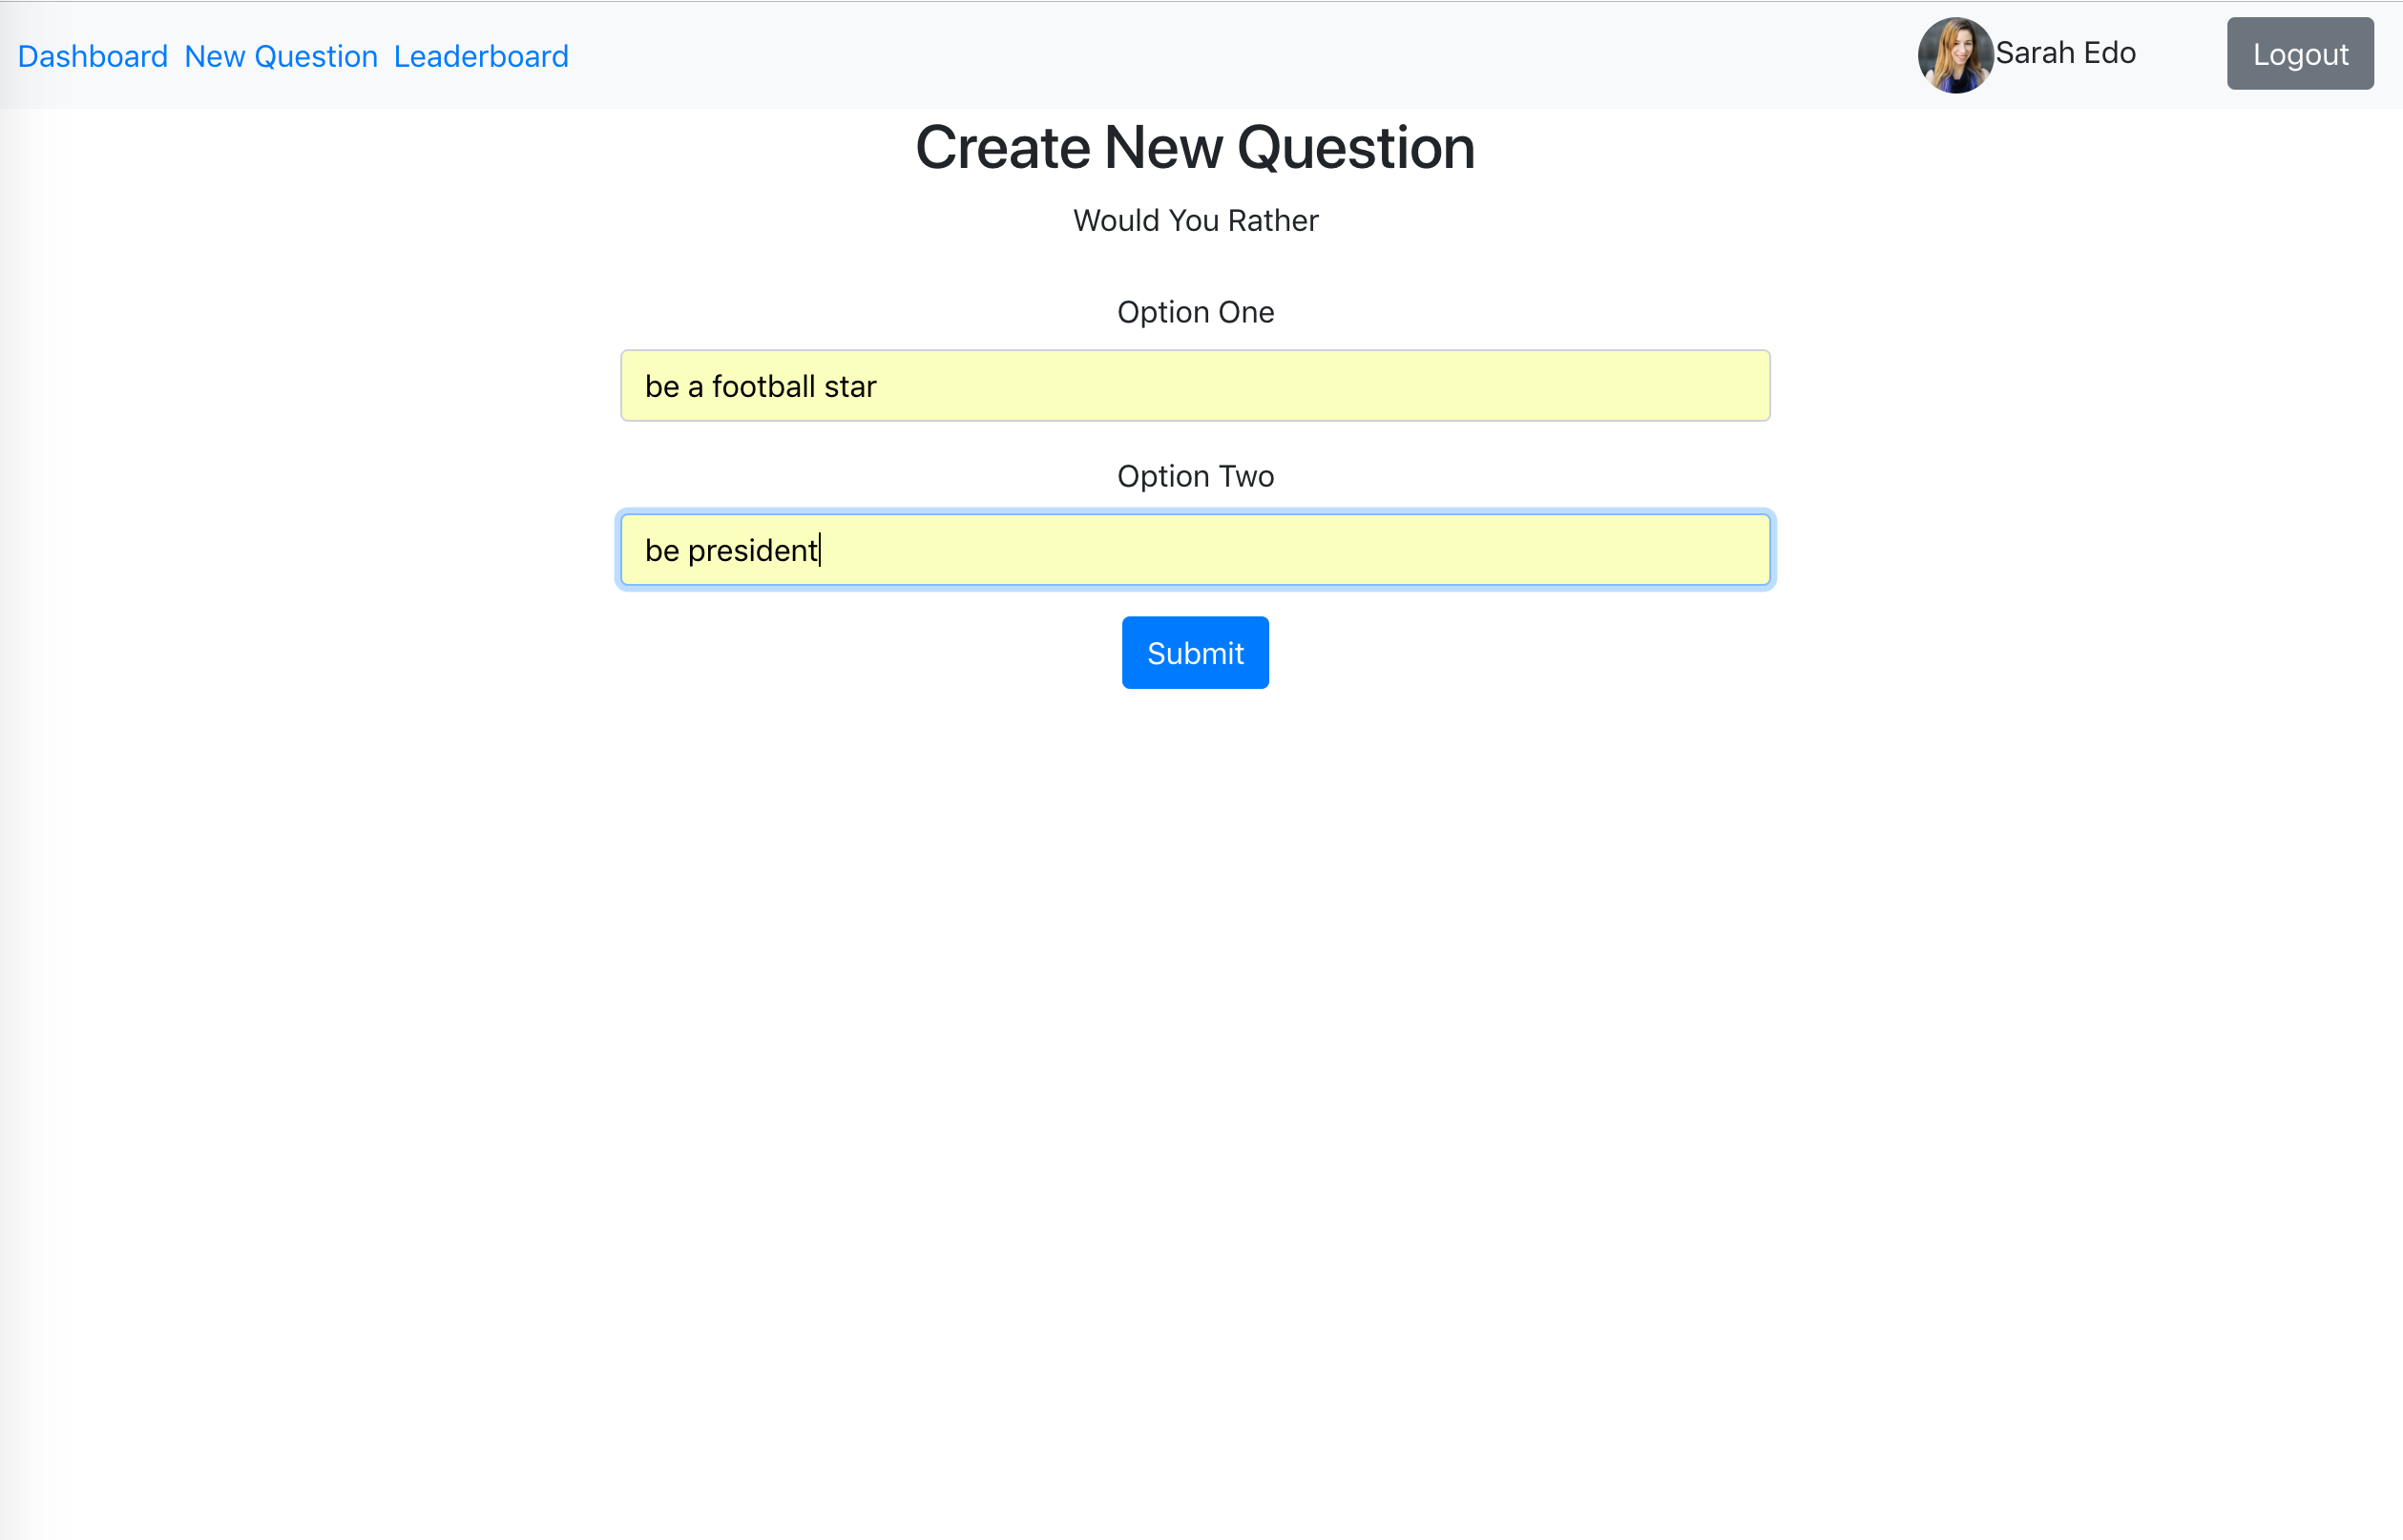 Dashboard New Question Leaderboard Sarah Edo Logout
Create New Question
Would You Rather
Option One
be a football star
Option Two
be president
Submit